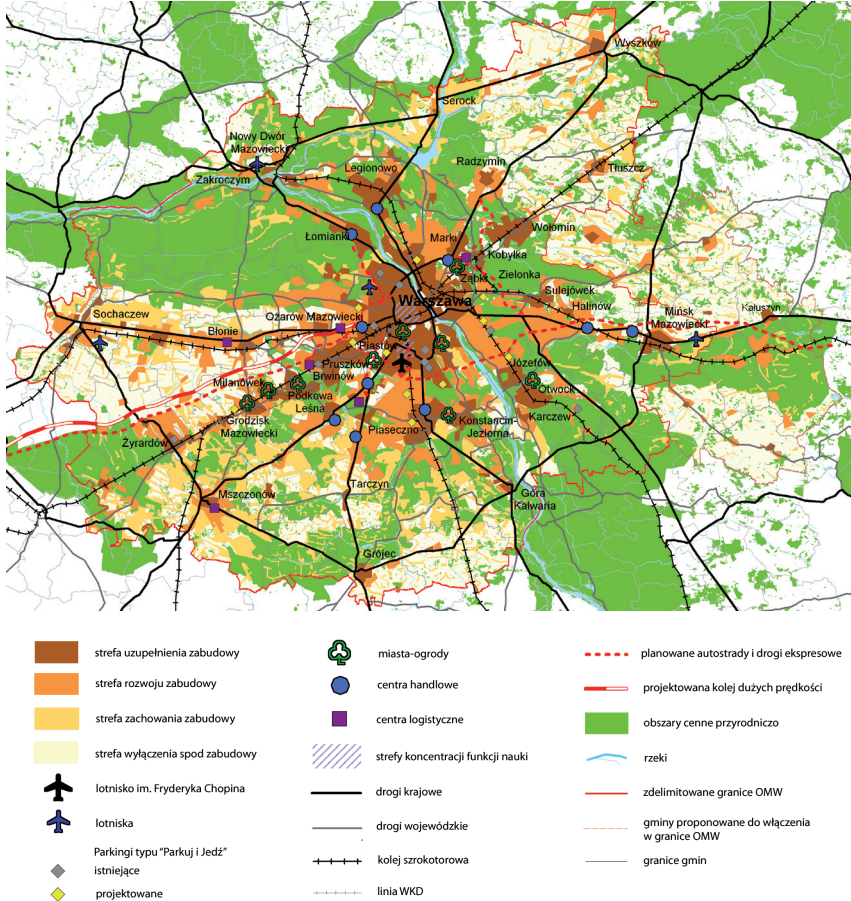 Wyszków
Serock
Nowy Dwór
Mazowiecki
Radzymin
Legionowo
Tłuszcz
Zakroczym
Wołomin
Łomianki
Marki
Kobyłka
Zielonka
Ząbki
Sulejówek
Warszawa
Halinów
Mińsk
Mazowiecki
Kałuszyn
Sochaczew
Ożarów Mazowiecki
Błonie
Piastów
Józefów
Pruszków
Brwinów
Milanówek
Otwock
Podkowa
Leśna
Grodzisk
Mazowiecki
Konstancin-
Jeziorna
Karczew
Piaseczno
Żyrardów
Tarczyn
Mszczonów
Góra
Kalwaria
Grójec
strefa uzupełnienia zabudowy
strefa rozwoju zabudowy
strefa zachowania zabudowy
strefa wyłączenia spod zabudowy
lotnisko im. Fryderyka Chopina
lotniska
Parkingi typu "Parkuj i Jedź"
istniejące
projektowane
miasta-ogrody
centra handlowe
centra logistyczne
strefy koncentracji funkcji nauki
drogi krajowe
drogi wojewódzkie
kolej szrokotorowa
linia WKD
planowane autostrady i drogi ekspresowe
projektowana kolej dużych prędkości
obszary cenne przyrodniczo
rzeki
zdelimitowane granice OMW
gminy proponowane do włączenia
w granice OMW
granice gmin